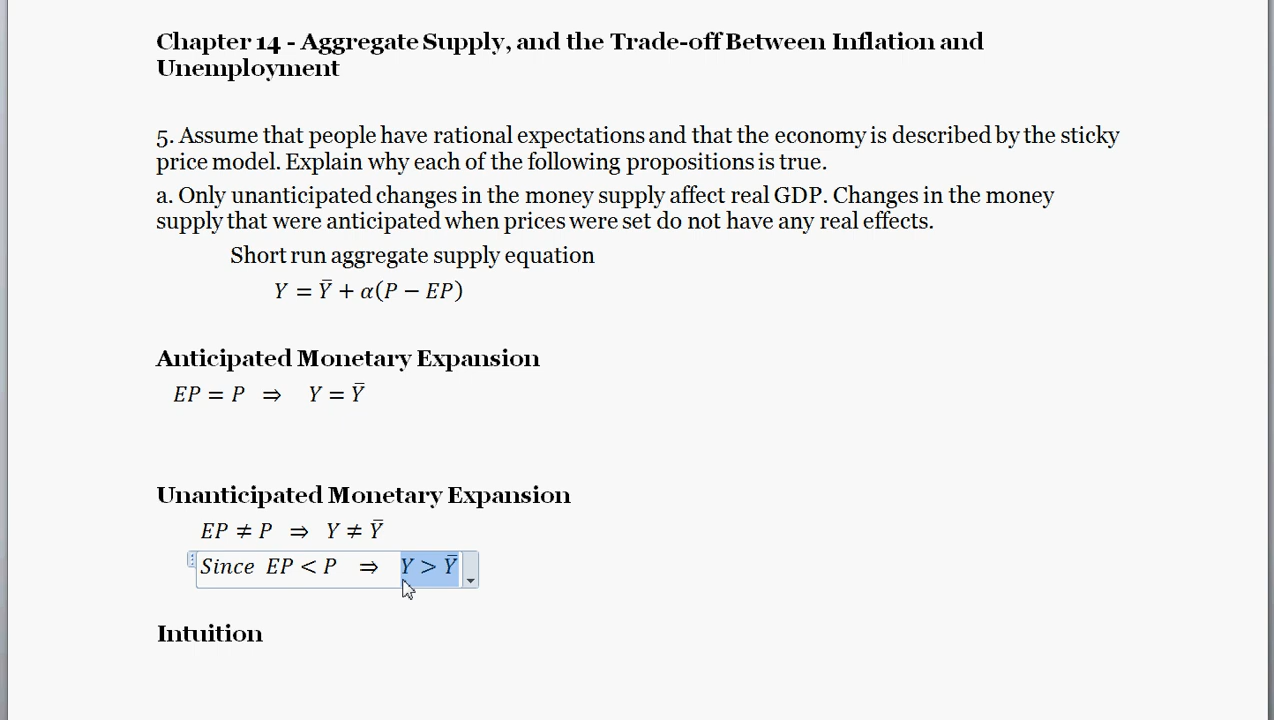 Chapter 14 - Aggregate Supply, and the Trade-off Between Inflation and
Unemployment
5. Assume that people have rational expectations and that the economy is described by the sticky
price model. Explain why each of the following propositions is true.
a. Only unanticipated changes in the money supply affect real GDP. Changes in the money
supply that were anticipated when prices were set do not have any real effects.
Short run aggregate supply equation
Y = Ȳ + α(P − EP)
Anticipated Monetary Expansion
EP = P ⇒ Y = Ȳ
Unanticipated Monetary Expansion
EP ≠ P ⇒ Y ≠ Ȳ
Since EP < P ⇒ Y > Ȳ
Intuition